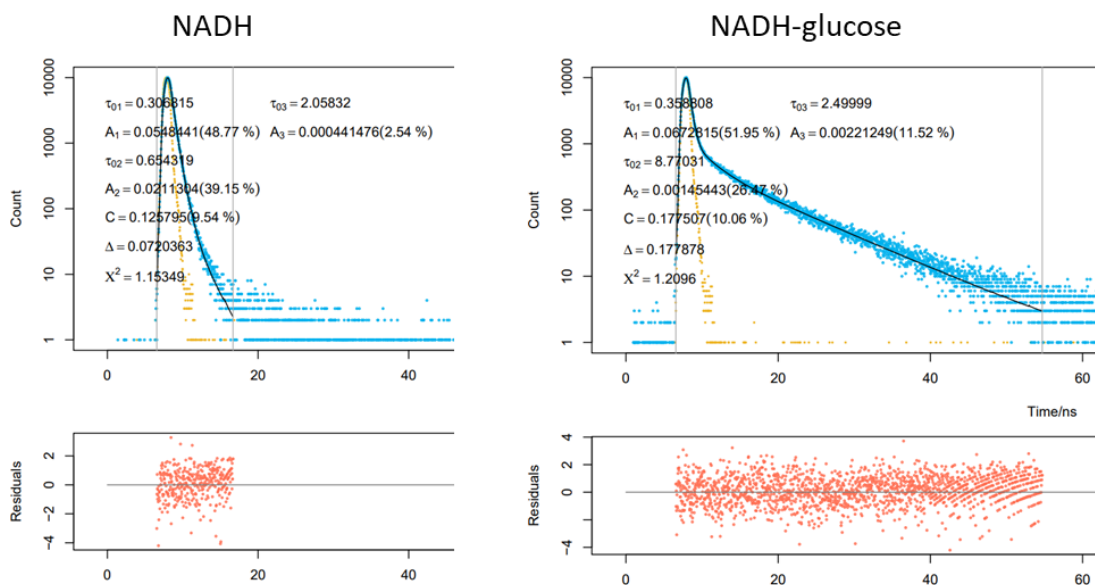 NADH
NADH-glucose
10000
1000
100
10
1
Count
τ01 = 0.306815
τ03 = 2.05832
A1 = 0.0548441(48.77 %)
A3 = 0.000441476(2.54 %)
τ02 = 0.654319
A2 = 0.0211304(39.15 %)
C = 0.125795(9.54 %)
Δ = 0.0720363
X² = 1.15349
0
20
40
10000
1000
100
10
1
Count
τ01 = 0.358808
τ03 = 2.49999
A1 = 0.0672815(51.95 %)
A3 = 0.00221249(11.52 %)
τ02 = 8.77031
A2 = 0.00145443(26.47 %)
C = 0.177507(10.06 %)
Δ = 0.177878
X² = 1.2096
0
20
40
60
Time/ns
Residuals
2
0
-2
-4
0
20
40
Residuals
4
2
0
-4
0
20
40
60